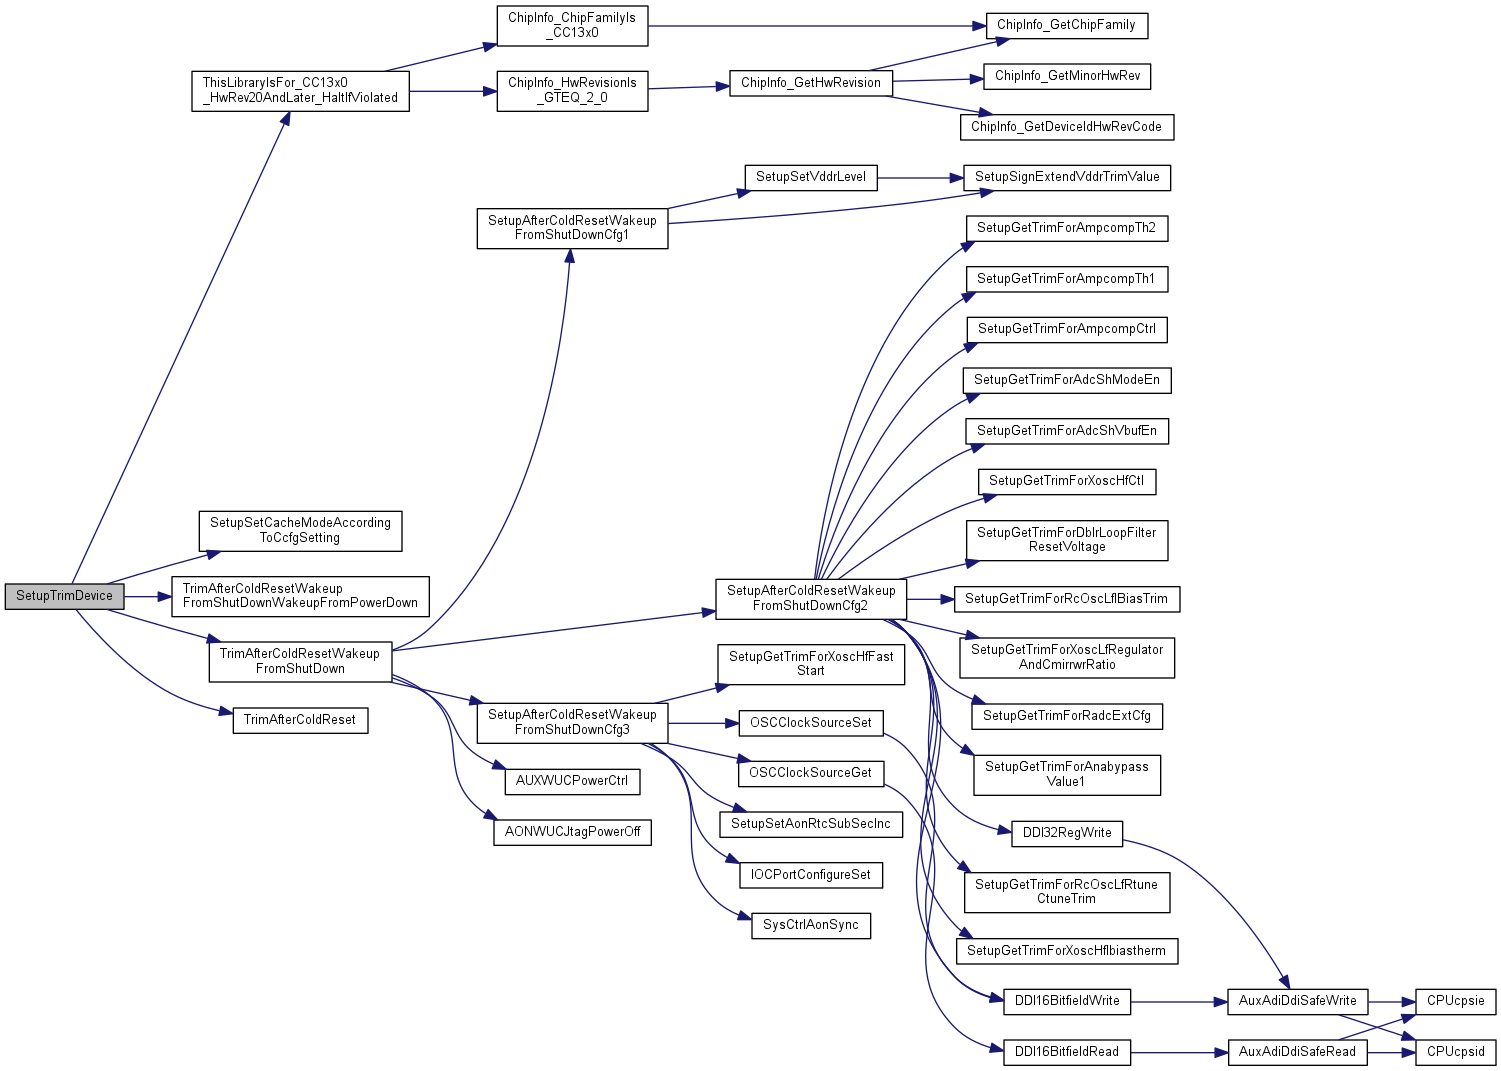 SetupTrimDevice
ThisLibraryIsFor_CC13x0
_HwRev20AndLater_HaltIfViolated
ChipInfo_ChipFamilyIs
_CC13x0
ChipInfo_HwRevisionIs
_GTEQ_2_0
ChipInfo_GetHwRevision
ChipInfo_GetChipFamily
ChipInfo_GetMinorHwRev
ChipInfo_GetDeviceIdHwRevCode
SetupSetCacheModeAccording
ToCcfgSetting
TrimAfterColdResetWakeup
FromShutDownWakeupFromPowerDown
TrimAfterColdResetWakeup
FromShutDown
TrimAfterColdReset
SetupAfterColdResetWakeup
FromShutDownCfg1
SetupSetVddrLevel
SetupSignExtendVddrTrimValue
SetupAfterColdResetWakeup
FromShutDownCfg2
SetupGetTrimForAmpcompTh2
SetupGetTrimForAmpcompTh1
SetupGetTrimForAmpcompCtrl
SetupGetTrimForAdcShModeEn
SetupGetTrimForAdcShVbufEn
SetupGetTrimForXoscHfCtl
SetupGetTrimForDblrLoopFilter
ResetVoltage
SetupGetTrimForRcOscLfIBiasTrim
SetupGetTrimForXoscLfRegulator
AndCmirrwrRatio
SetupGetTrimForRadcExtCfg
SetupGetTrimForAnabypass
Value1
DDI32RegWrite
SetupGetTrimForRcOscLfRtune
CtuneTrim
SetupGetTrimForXoscHfIbiastherm
SetupAfterColdResetWakeup
FromShutDownCfg3
SetupGetTrimForXoscHfFast
Start
OSCClockSourceSet
OSCClockSourceGet
SetupSetAonRtcSubSecInc
IOCPortConfigureSet
SysCtrlAonSync
AUXWUCPowerCtrl
AONWUCJtagPowerOff
DDI16BitfieldWrite
DDI16BitfieldRead
AuxAdiDdiSafeWrite
AuxAdiDdiSafeRead
CPUcpsie
CPUcpsid